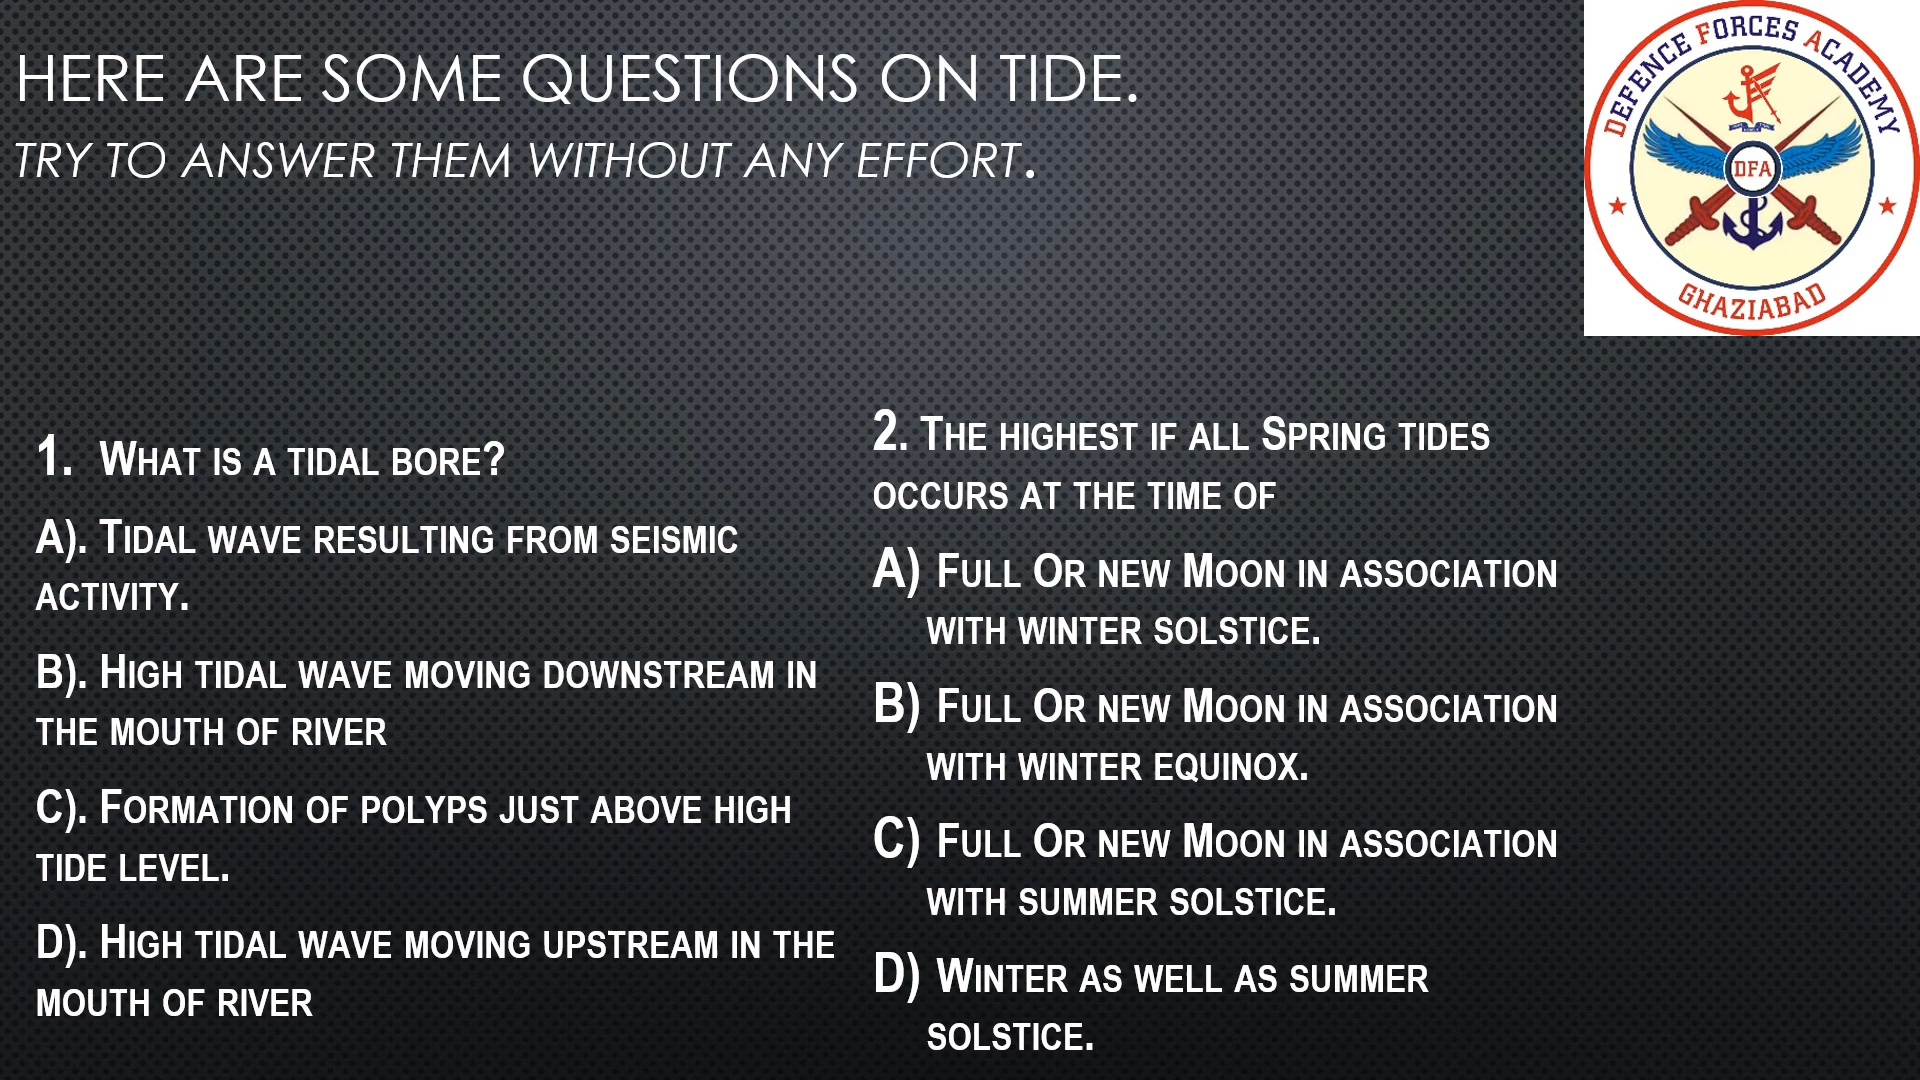 HERE ARE SOME QUESTIONS ON TIDE.
TRY TO ANSWER THEM WITHOUT ANY EFFORT.
DEFENCE FORCES ACADEMY
DFA
GHAZIABAD
1. WHAT IS A TIDAL BORE?
A). TIDAL WAVE RESULTING FROM SEISMIC
ACTIVITY.
B). HIGH TIDAL WAVE MOVING DOWNSTREAM IN
THE MOUTH OF RIVER
C). FORMATION OF POLYPS JUST ABOVE HIGH
TIDE LEVEL.
D). HIGH TIDAL WAVE MOVING UPSTREAM IN THE
MOUTH OF RIVER
2. THE HIGHEST IF ALL SPRING TIDES
OCCURS AT THE TIME OF
A) FULL OR NEW MOON IN ASSOCIATION
WITH WINTER SOLSTICE.
B) FULL OR NEW MOON IN ASSOCIATION
WITH WINTER EQUINOX.
C) FULL OR NEW MOON IN ASSOCIATION
WITH SUMMER SOLSTICE.
D) WINTER AS WELL AS SUMMER
SOLSTICE.